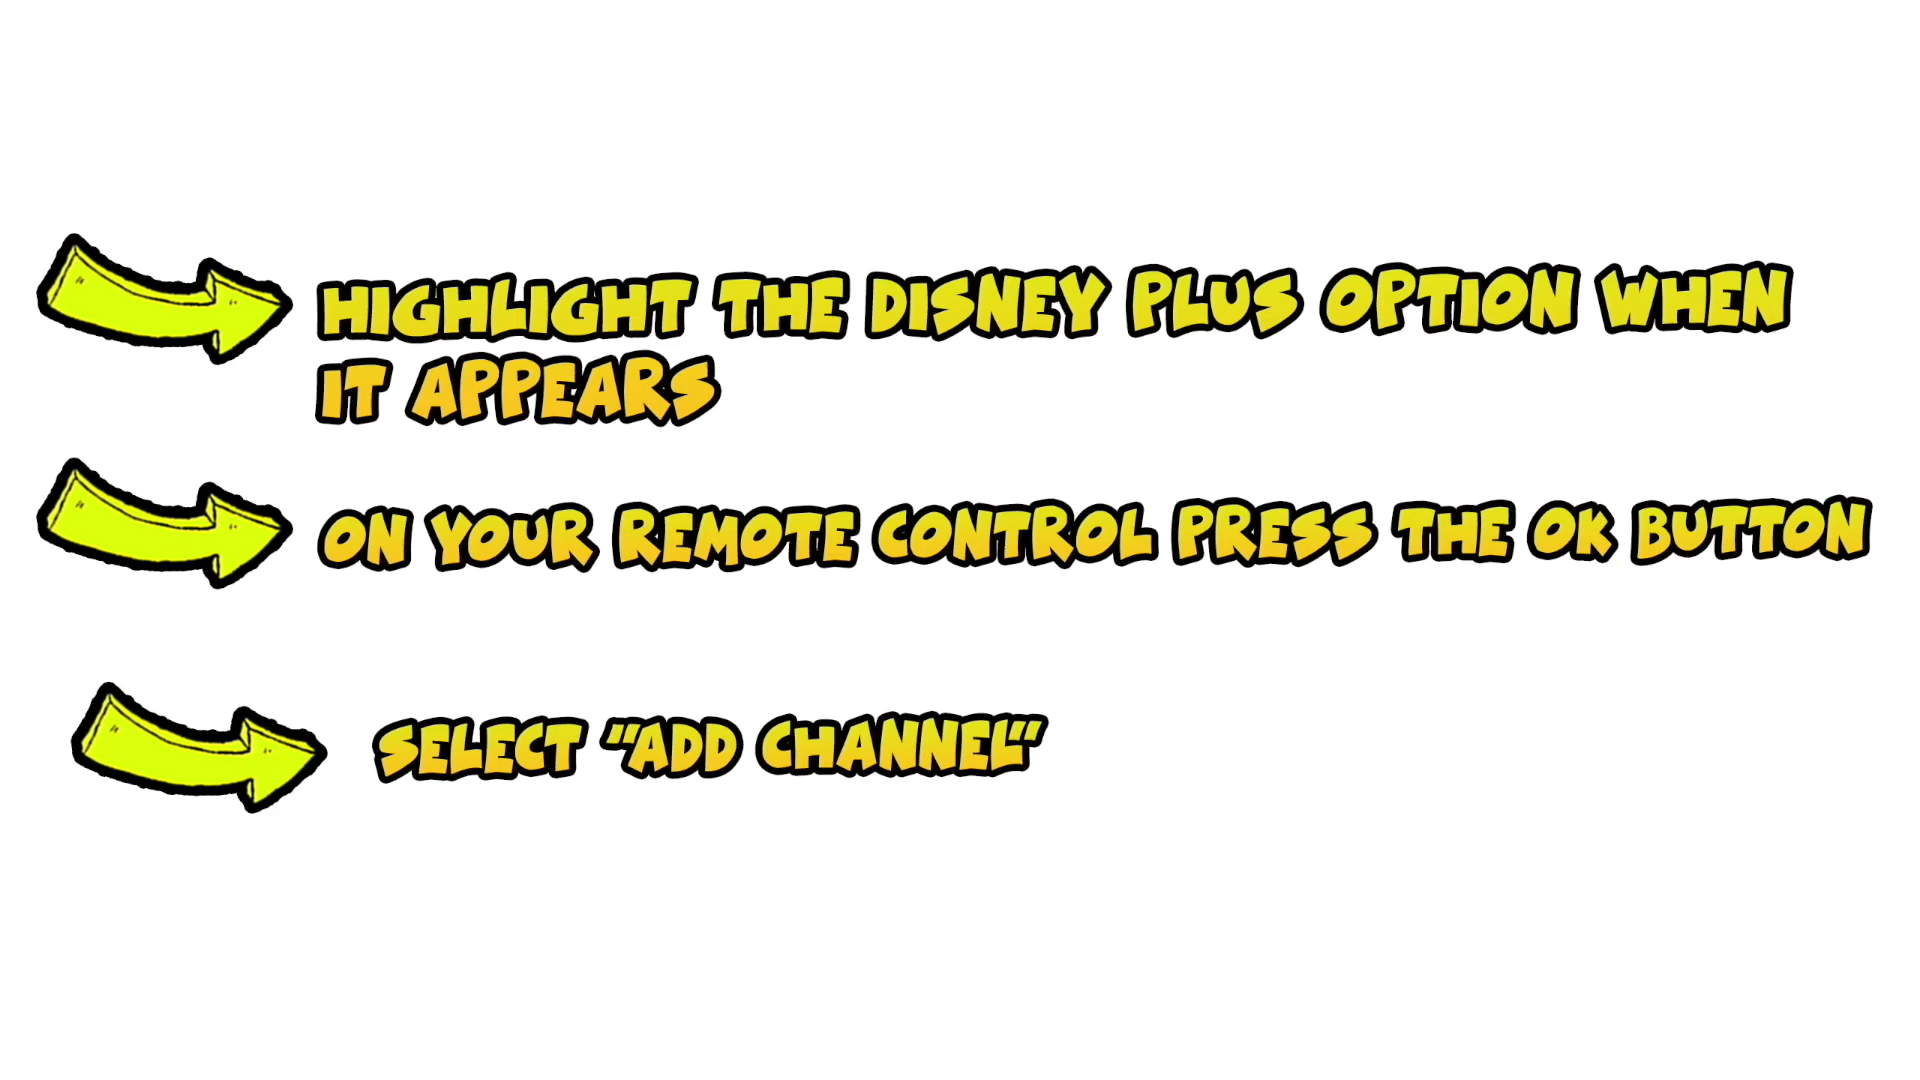 HIGHLIGHT THE DISNEY PLUS OPTION WHEN
IT APPEARS
ON YOUR REMOTE CONTROL PRESS THE OK BUTTON
SELECT "ADD CHANNEL"